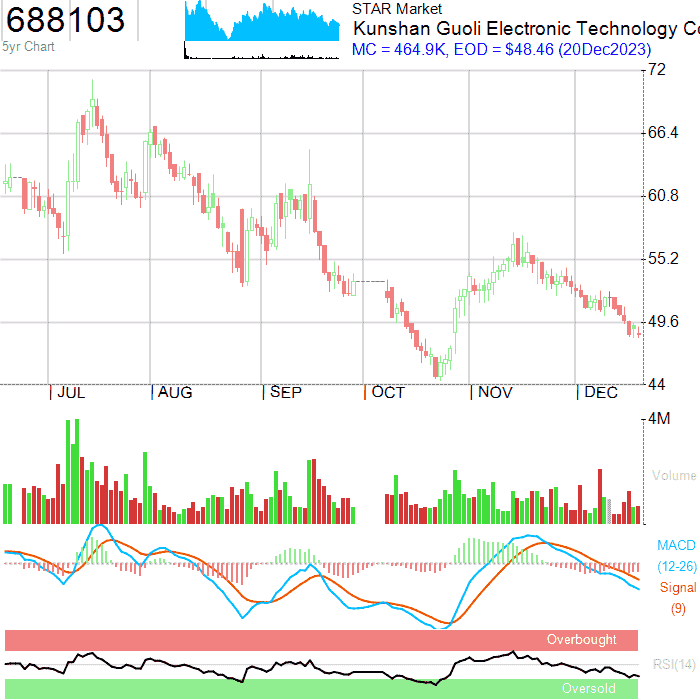 688103
5yr Chart
STAR Market
Kunshan Guoli Electronic Technology Co
MC = 464.9K, EOD = $48.46 (20Dec2023)
72
66.4
60.8
55.2
49.6
44
JUL AUG SEP OCT NOV DEC
4M
Volume
MACD
(12-26)
Signal
(9)
Overbought
RSI(14)
Oversold